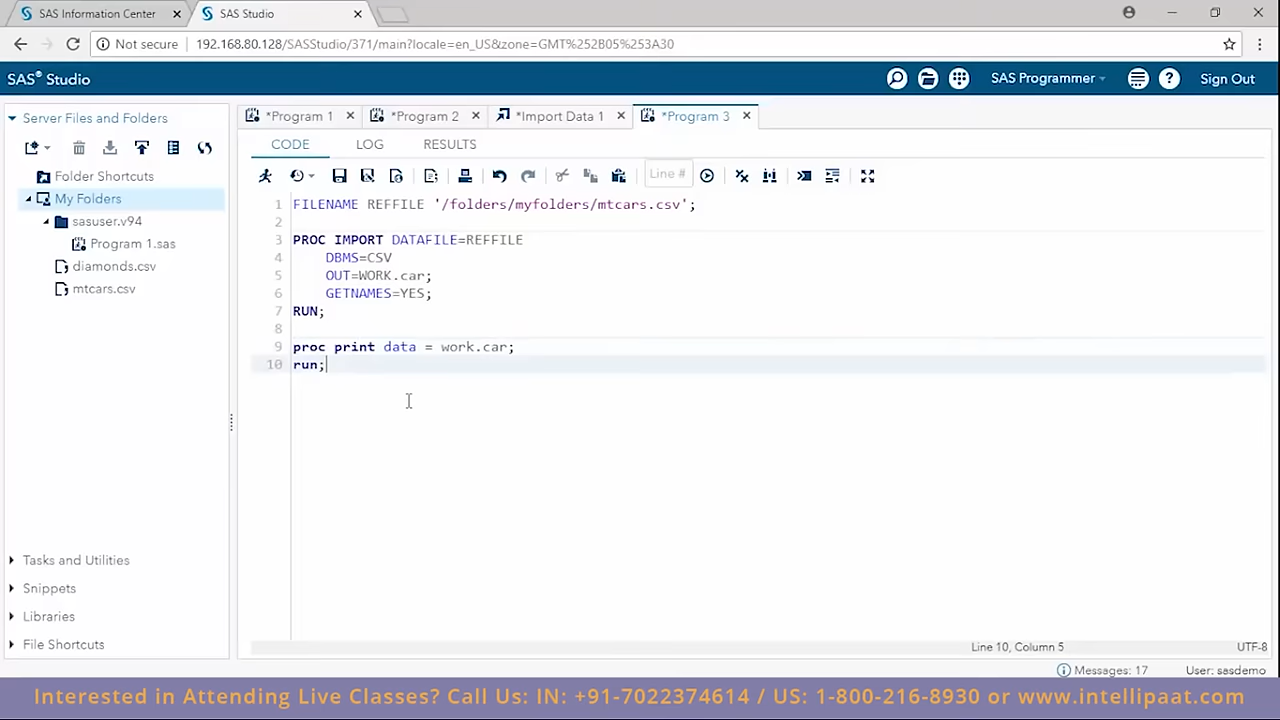 SAS Information Center
SAS Studio
Not secure
192.168.80.128/SASStudio/371/main?locale=en_US&zone=GMT%252B05%253A30
SAS® Studio
SAS Programmer
Sign Out
Server Files and Folders
Folder Shortcuts
My Folders
sasuser.v94
Program 1.sas
diamonds.csv
mtcars.csv
Tasks and Utilities
Snippets
Libraries
File Shortcuts
*Program 1
*Program 2
*Import Data 1
*Program 3
CODE
LOG
RESULTS
Line #
1 FILENAME REFFILE '/folders/myfolders/mtcars.csv';
2
3 PROC IMPORT DATAFILE=REFFILE
4 DBMS=CSV
5 OUT=WORK.car;
6 GETNAMES=YES;
7 RUN;
8
9 proc print data = work.car;
10 run;
Line 10, Column 5
UTF-8
Messages: 17
User: sasdemo
Interested in Attending Live Classes? Call Us: IN: +91-7022374614 / US: 1-800-216-8930 or www.intellipaat.com